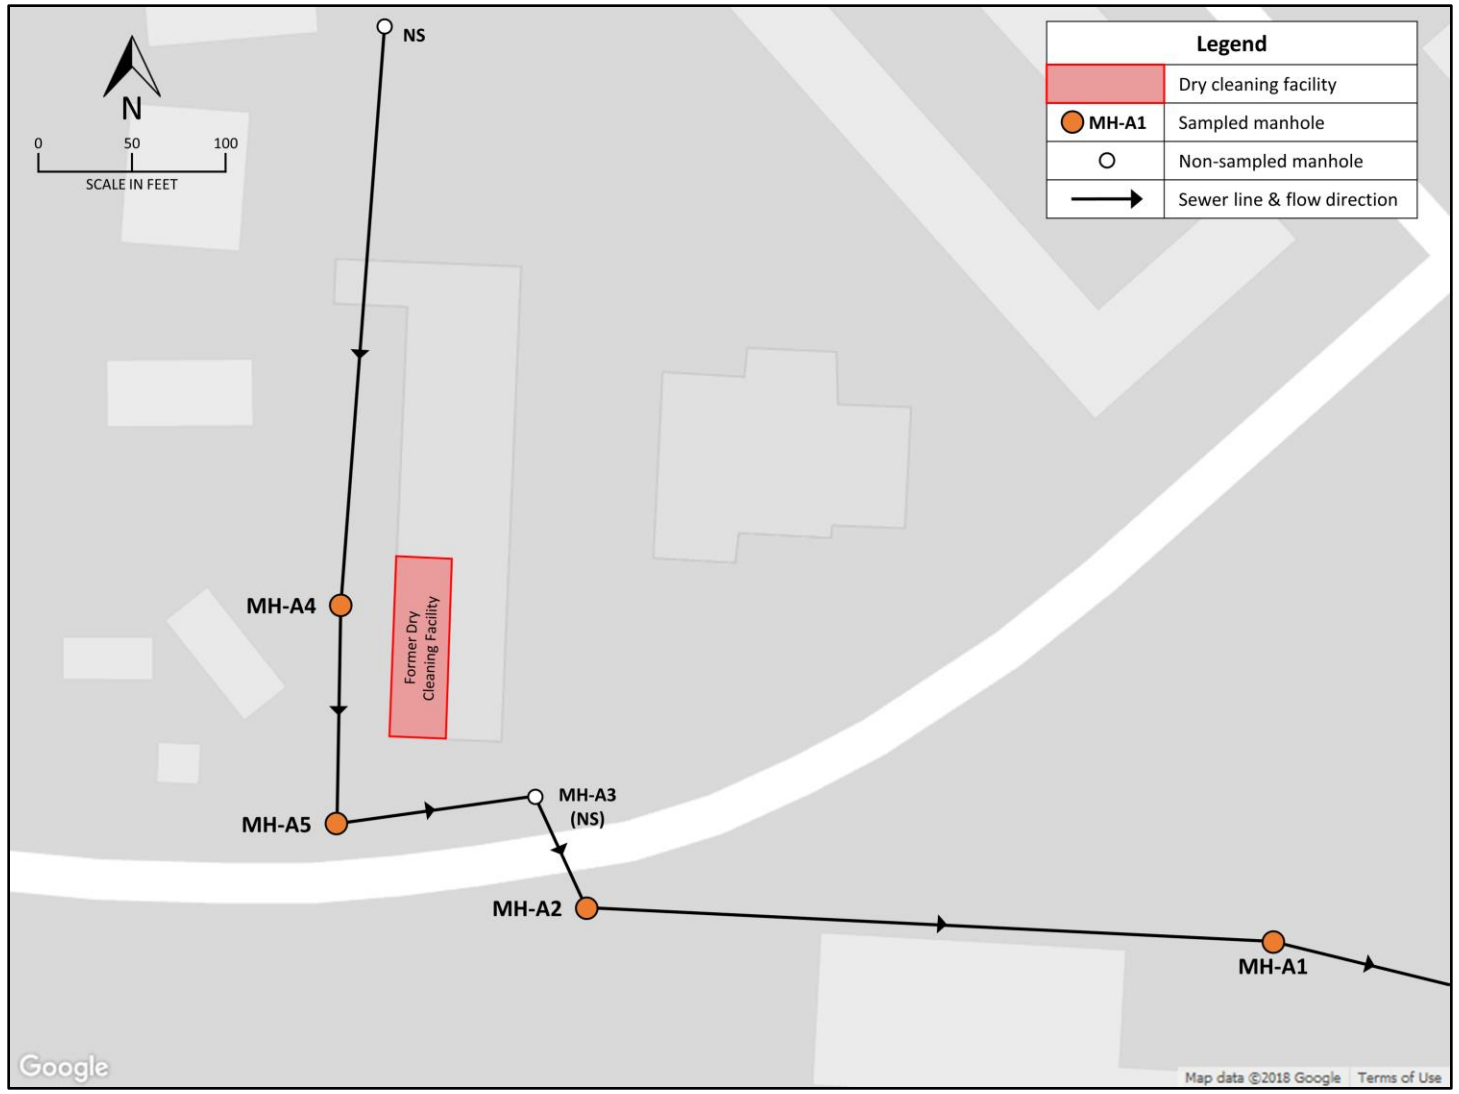 NS
Legend
Dry cleaning facility
MH-A1 Sampled manhole
Non-sampled manhole
Sewer line & flow direction
N
0 50 100
SCALE IN FEET
MH-A4
Former Dry
Cleaning Facility
MH-A5
MH-A3
(NS)
MH-A2
MH-A1
Google
Map data ©2018 Google Terms of Use